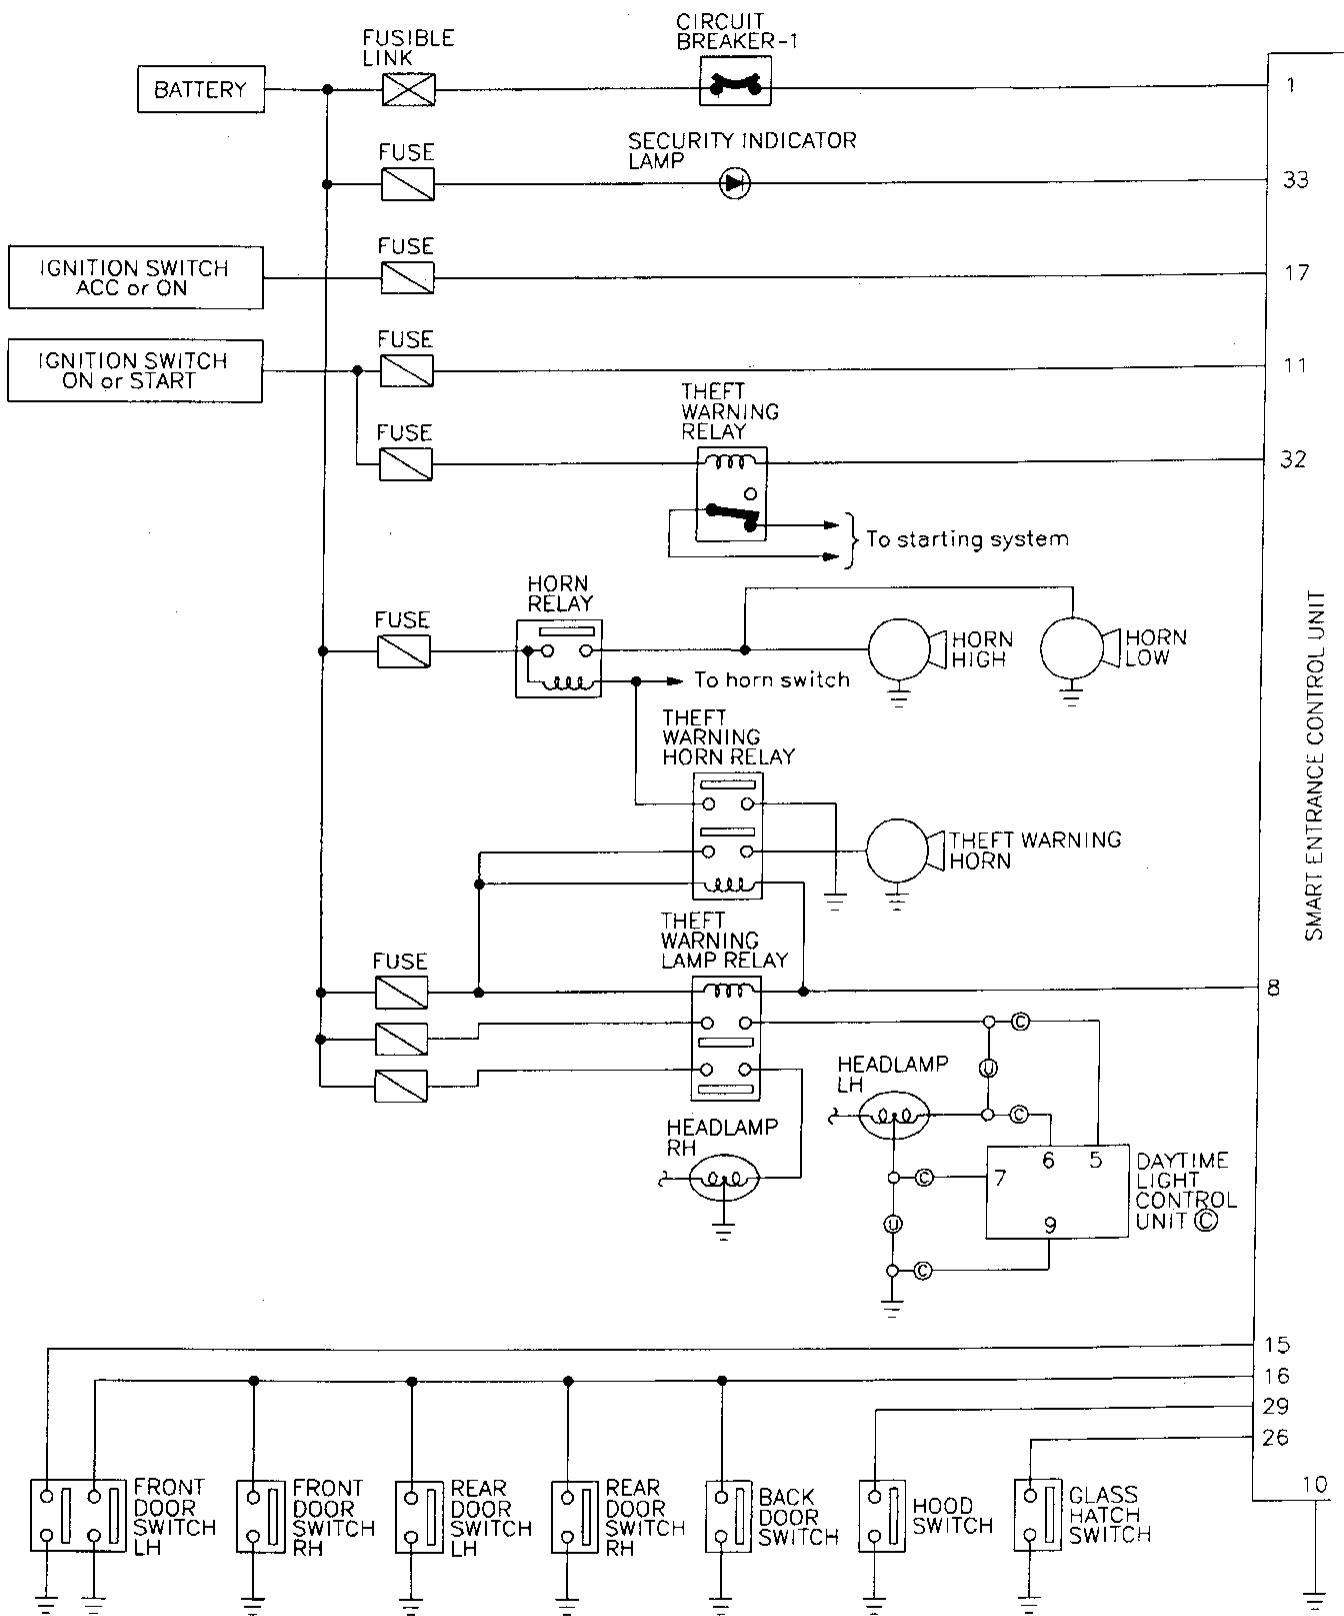 CIRCUIT
BREAKER-1
FUSIBLE
LINK
BATTERY
1
SECURITY INDICATOR
LAMP
FUSE
33
FUSE
IGNITION SWITCH
ACC or ON
17
FUSE
IGNITION SWITCH
ON or START
11
THEFT
WARNING
RELAY
FUSE
32
To starting system
HORN
RELAY
FUSE
HORN
HIGH
HORN
LOW
To horn switch
THEFT
WARNING
HORN RELAY
THEFT WARNING
HORN
SMART ENTRANCE CONTROL UNIT
THEFT
WARNING
LAMP RELAY
FUSE
8
C
HEADLAMP
LH
U
C
HEADLAMP
RH
6 5
7
9
C
DAYTIME
LIGHT
CONTROL
UNIT C
U
C
15
16
29
26
10
FRONT
DOOR
SWITCH
LH
FRONT
DOOR
SWITCH
RH
REAR
DOOR
SWITCH
LH
REAR
DOOR
SWITCH
RH
BACK
DOOR
SWITCH
HOOD
SWITCH
GLASS
HATCH
SWITCH